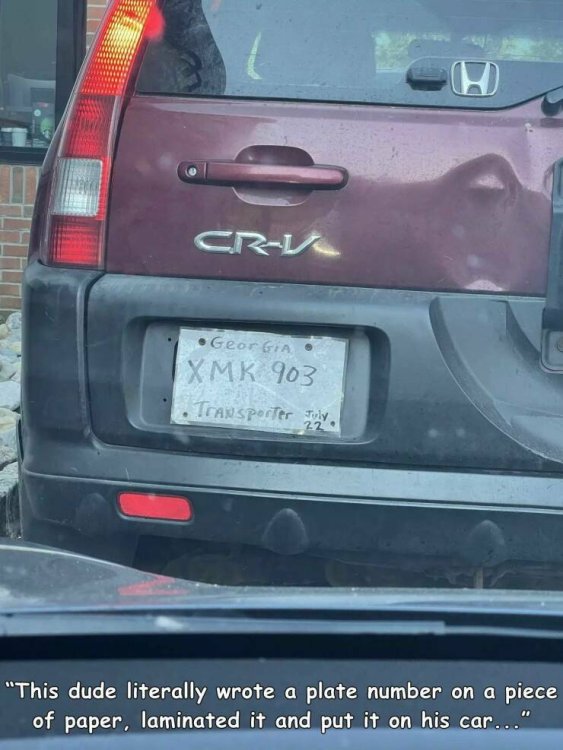 CR-V
GEorGiA
XMK 903
TRANSPorTEr July
22
"This dude literally wrote a plate number on a piece
of paper, laminated it and put it on his car..."